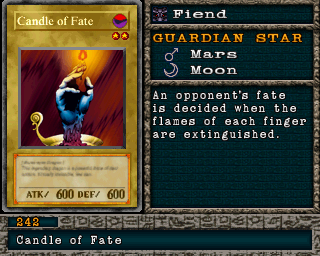 Candle of Fate
ATK/ 600 DEF/ 600
Fiend
GUARDIAN STAR
Mars
Moon
An opponent's fate
is decided when the
flames of each finger
are extinguished.
242
Candle of Fate